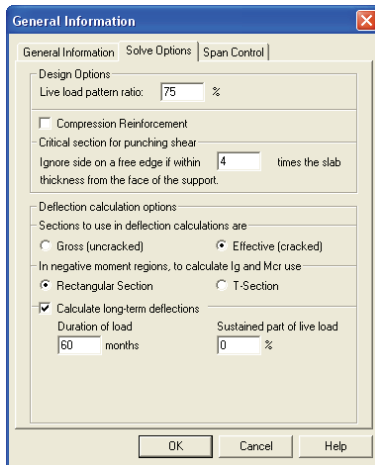 General Information
General Information Solve Options Span Control
Design Options
Live load pattern ratio: 75 %
Compression Reinforcement
Critical section for punching shear
Ignore side on a free edge if within 4 times the slab
thickness from the face of the support.
Deflection calculation options
Sections to use in deflection calculations are
Gross (uncracked) Effective (cracked)
In negative moment regions, to calculate Ig and Mcr use
Rectangular Section T-Section
Calculate long-term deflections
Duration of load Sustained part of live load
60 months 0 %
OK Cancel Help